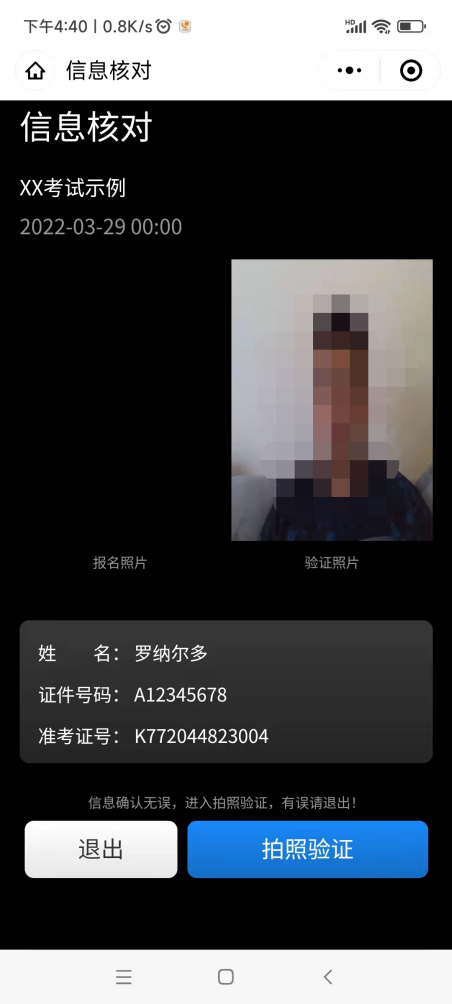 下午4:40 | 0.8K/s
HD
信息核对
信息核对
XX考试示例
2022-03-29 00:00
报名照片
验证照片
姓 名： 罗纳尔多
证件号码： A12345678
准考证号： K772044823004
信息确认无误，进入拍照验证，有误请退出！
退出
拍照验证